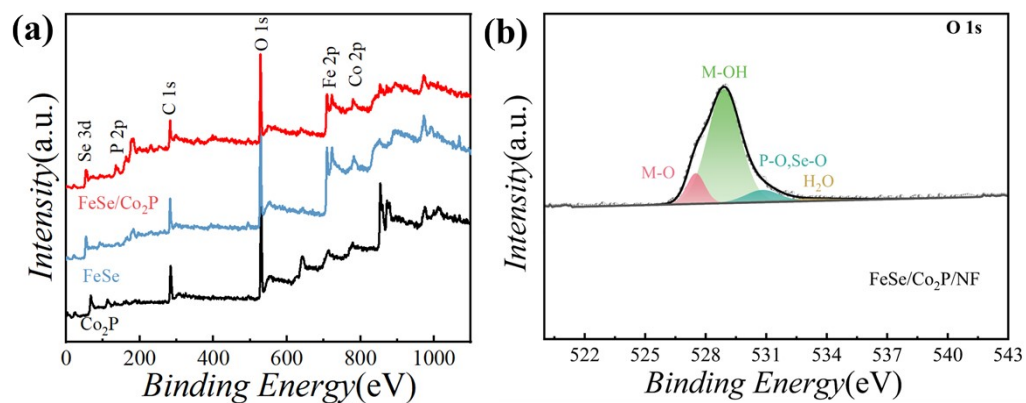 (a)
Intensity(a.u.)
Se 3d
P 2p
C 1s
O 1s
Fe 2p
Co 2p
FeSe/Co₂P
FeSe
Co₂P
0 200 400 600 800 1000
Binding Energy(eV)
(b)
O 1s
Intensity(a.u.)
M-OH
M-O
P-O,Se-O
H₂O
FeSe/Co₂P/NF
522 525 528 531 534 537 540 543
Binding Energy(eV)